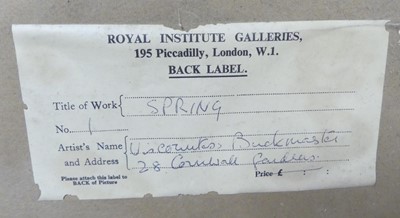 ROYAL INSTITUTE GALLERIES,
195 Piccadilly, London, W.1.
BACK LABEL.
Title of Work { SPRING
No. 1
Artist's Name { Viscountess Buckmaster
and Address { 28 Cornwall Gardens.
Please attach this label to
BACK of Picture
Price £ : :